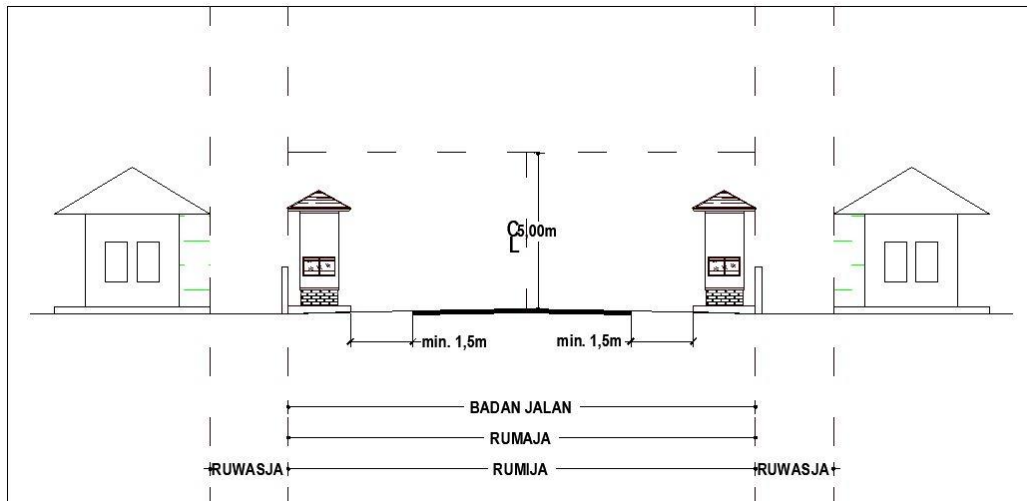 ℄
5.00m
min. 1,5m min. 1,5m
BADAN JALAN
RUMAJA
RUWASJA RUMIJA RUWASJA